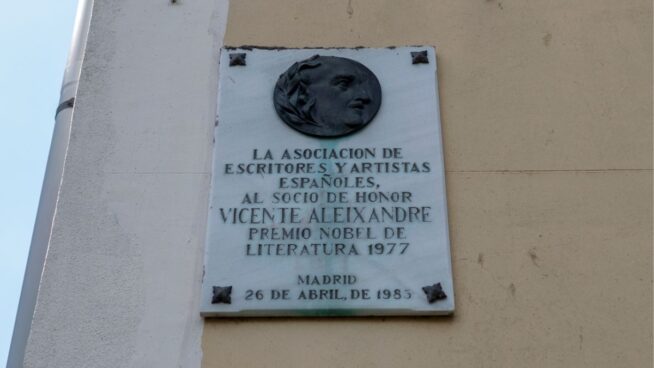 LA ASOCIACION DE
ESCRITORES Y ARTISTAS
ESPAÑOLES,
AL SOCIO DE HONOR
VICENTE ALEIXANDRE
PREMIO NOBEL DE
LITERATURA 1977
MADRID
26 DE ABRIL, DE 1985